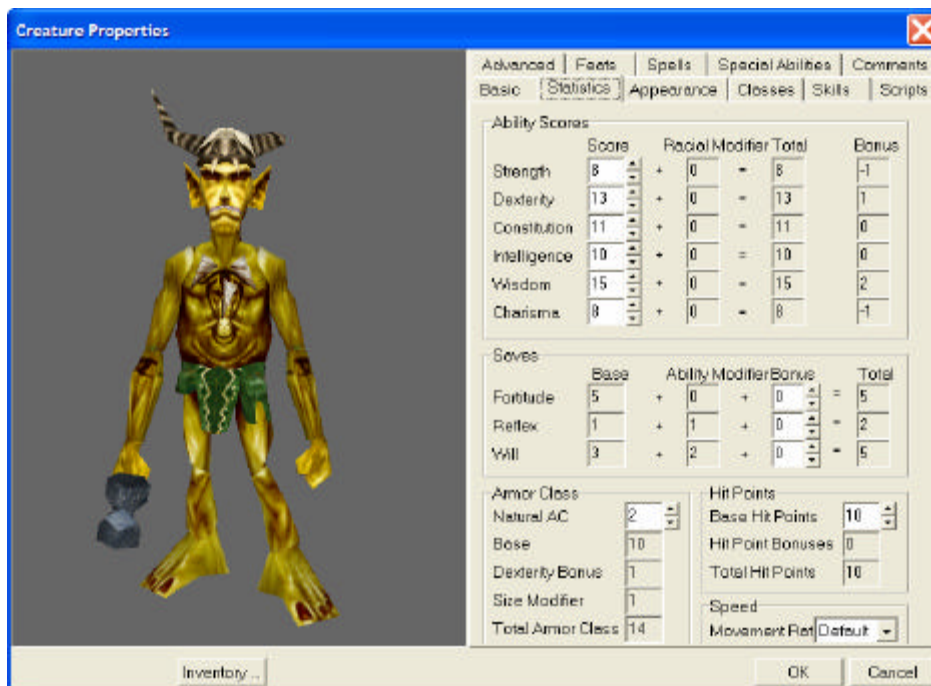 Creature Properties
Advanced Feats Spells Special Abilities Comments
Basic Statistics Appearance Classes Skills Scripts
Ability Scores
Score Racial Modifier Total Bonus
Strength 8 + 0 = 8 -1
Dexterity 13 + 0 = 13 1
Constitution 11 + 0 = 11 0
Intelligence 10 + 0 = 10 0
Wisdom 15 + 0 = 15 2
Charisma 8 + 0 = 8 -1
Saves
Base Ability Modifier Bonus Total
Fortitude 5 + 0 + 0 = 5
Reflex 1 + 1 + 0 = 2
Will 3 + 2 + 0 = 5
Armor Class
Natural AC 2
Base 10
Dexterity Bonus 1
Size Modifier 1
Total Armor Class 14
Hit Points
Base Hit Points 10
Hit Point Bonuses 0
Total Hit Points 10
Speed
Movement Rat Default
Inventory ..
OK Cancel